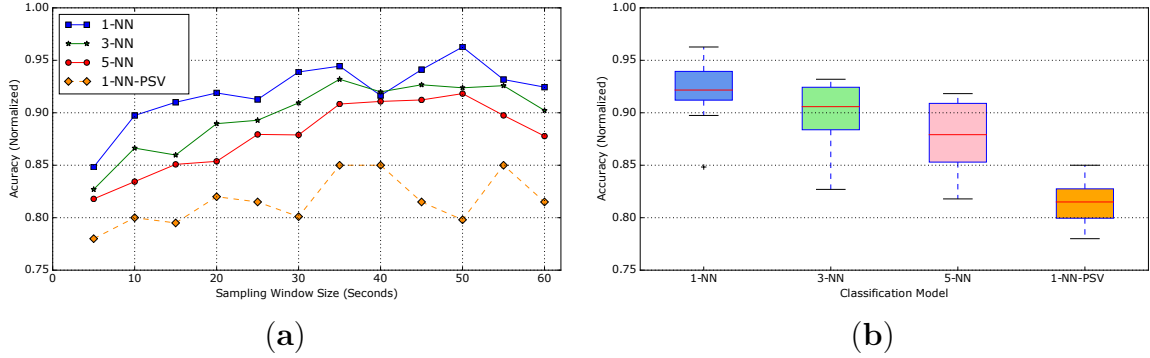 1.00
0.95
0.90
0.85
0.80
0.75
Acuracy (Normalized)
1-NN
3-NN
5-NN
1-NN-PSV
0 10 20 30 40 50 60
Sampling Window Size (Seconds)
(a)
1.00
0.95
0.90
0.85
0.80
0.75
Accuracy (Normalized)
1-NN 3-NN 5-NN 1-NN-PSV
Classification Model
(b)